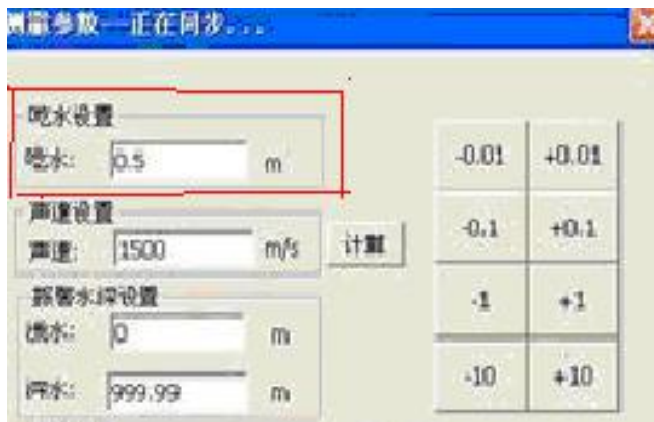 测量参数--正在同步...
吃水设置
吃水: 0.5 m
-0.01 +0.01
声速设置
声速: 1500 m/s 计算
-0.1 +0.1
报警水深设置
浅水: 0 m
-1 +1
深水: 999.99 m
-10 +10